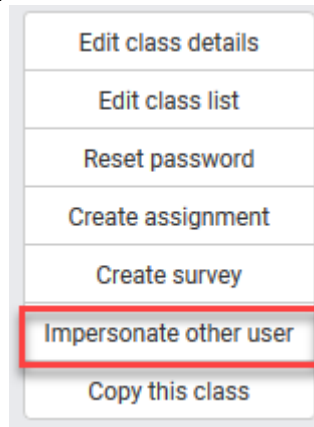 Edit class details
Edit class list
Reset password
Create assignment
Create survey
Impersonate other user
Copy this class